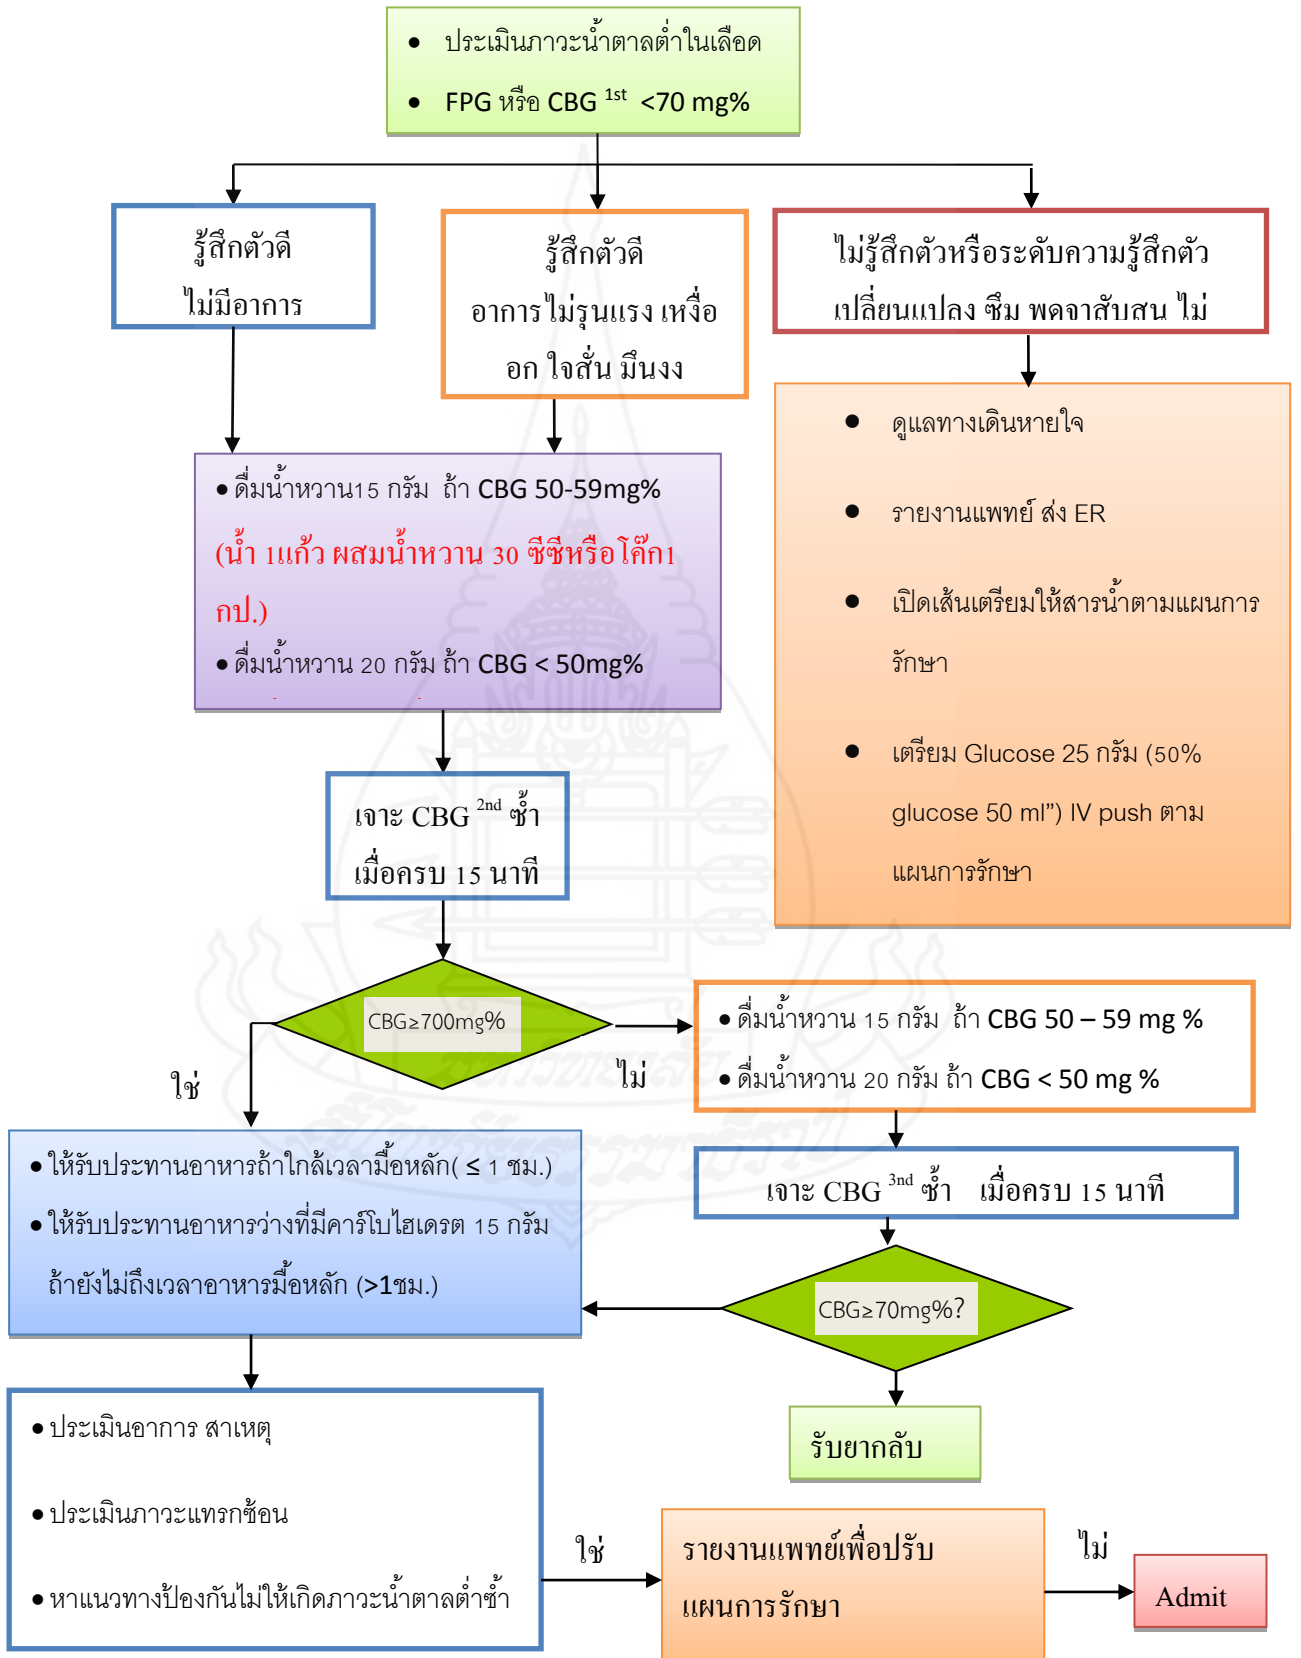 • ประเมินภาวะน้ำตาลต่ำในเลือด
• FPG หรือ CBG 1st <70 mg%
รู้สึกตัวดี
ไม่มีอาการ
รู้สึกตัวดี
อาการไม่รุนแรง เหงื่อ
อก ใจสั่น มึนงง
ไม่รู้สึกตัวหรือระดับความรู้สึกตัว
เปลี่ยนแปลง ซึม พดจาสับสน ไม่
• ดื่มน้ำหวาน15 กรัม ถ้า CBG 50-59mg%
(น้ำ 1แก้ว ผสมน้ำหวาน 30 ซีซีหรือโค๊ก1
กป.)
• ดื่มน้ำหวาน 20 กรัม ถ้า CBG < 50mg%
• ดูแลทางเดินหายใจ
• รายงานแพทย์ ส่ง ER
• เปิดเส้นเตรียมให้สารน้ำตามแผนการ
รักษา
• เตรียม Glucose 25 กรัม (50%
glucose 50 ml”) IV push ตาม
แผนการรักษา
เจาะ CBG 2nd ซ้ำ
เมื่อครบ 15 นาที
CBG≥700mg%
ใช่
ไม่
• ดื่มน้ำหวาน 15 กรัม ถ้า CBG 50 – 59 mg %
• ดื่มน้ำหวาน 20 กรัม ถ้า CBG < 50 mg %
• ให้รับประทานอาหารถ้าใกล้เวลามื้อหลัก( ≤ 1 ชม.)
• ให้รับประทานอาหารว่างที่มีคาร์โบไฮเดรต 15 กรัม
ถ้ายังไม่ถึงเวลาอาหารมื้อหลัก (>1ชม.)
เจาะ CBG 3nd ซ้ำ เมื่อครบ 15 นาที
CBG≥70mg%?
รับยากลับ
• ประเมินอาการ สาเหตุ
• ประเมินภาวะแทรกซ้อน
• หาแนวทางป้องกันไม่ให้เกิดภาวะน้ำตาลต่ำซ้ำ
ใช่
รายงานแพทย์เพื่อปรับ
แผนการรักษา
ไม่
Admit